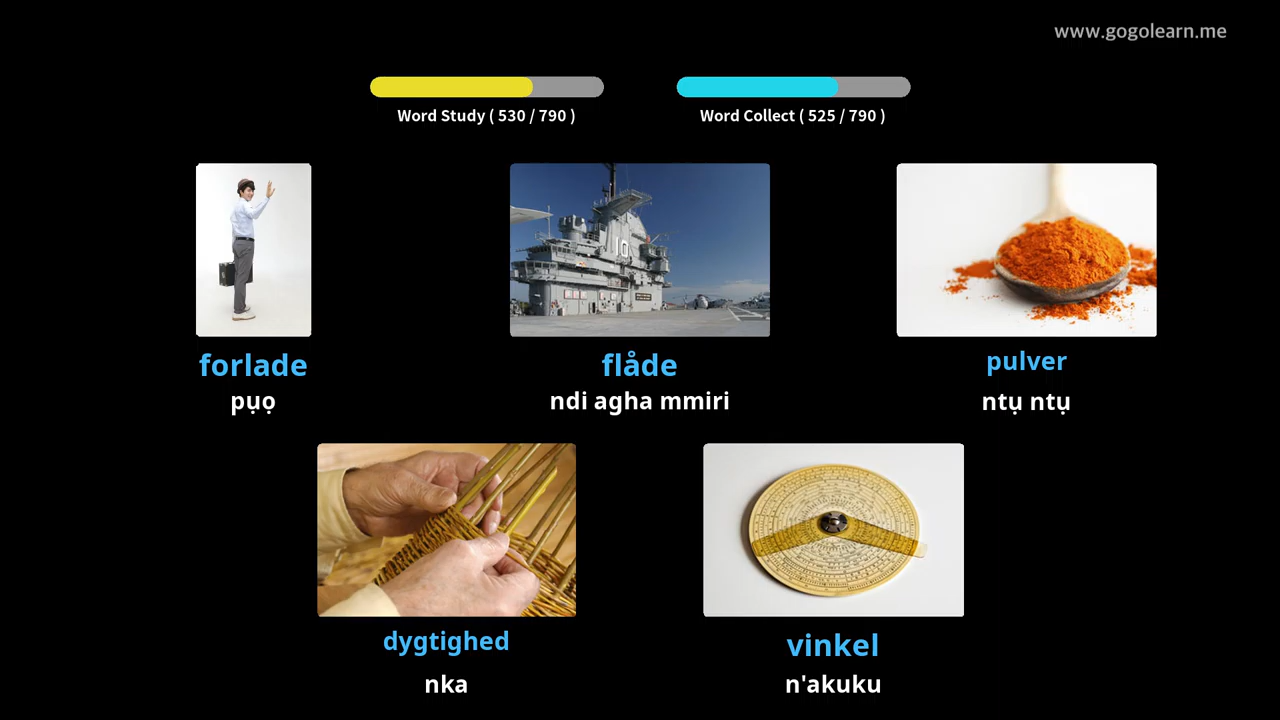 www.gogolearn.me
Word Study ( 530 / 790 )
Word Collect ( 525 / 790 )
forlade
pụọ
flåde
ndi agha mmiri
pulver
ntụ ntụ
dygtighed
nka
vinkel
n'akuku